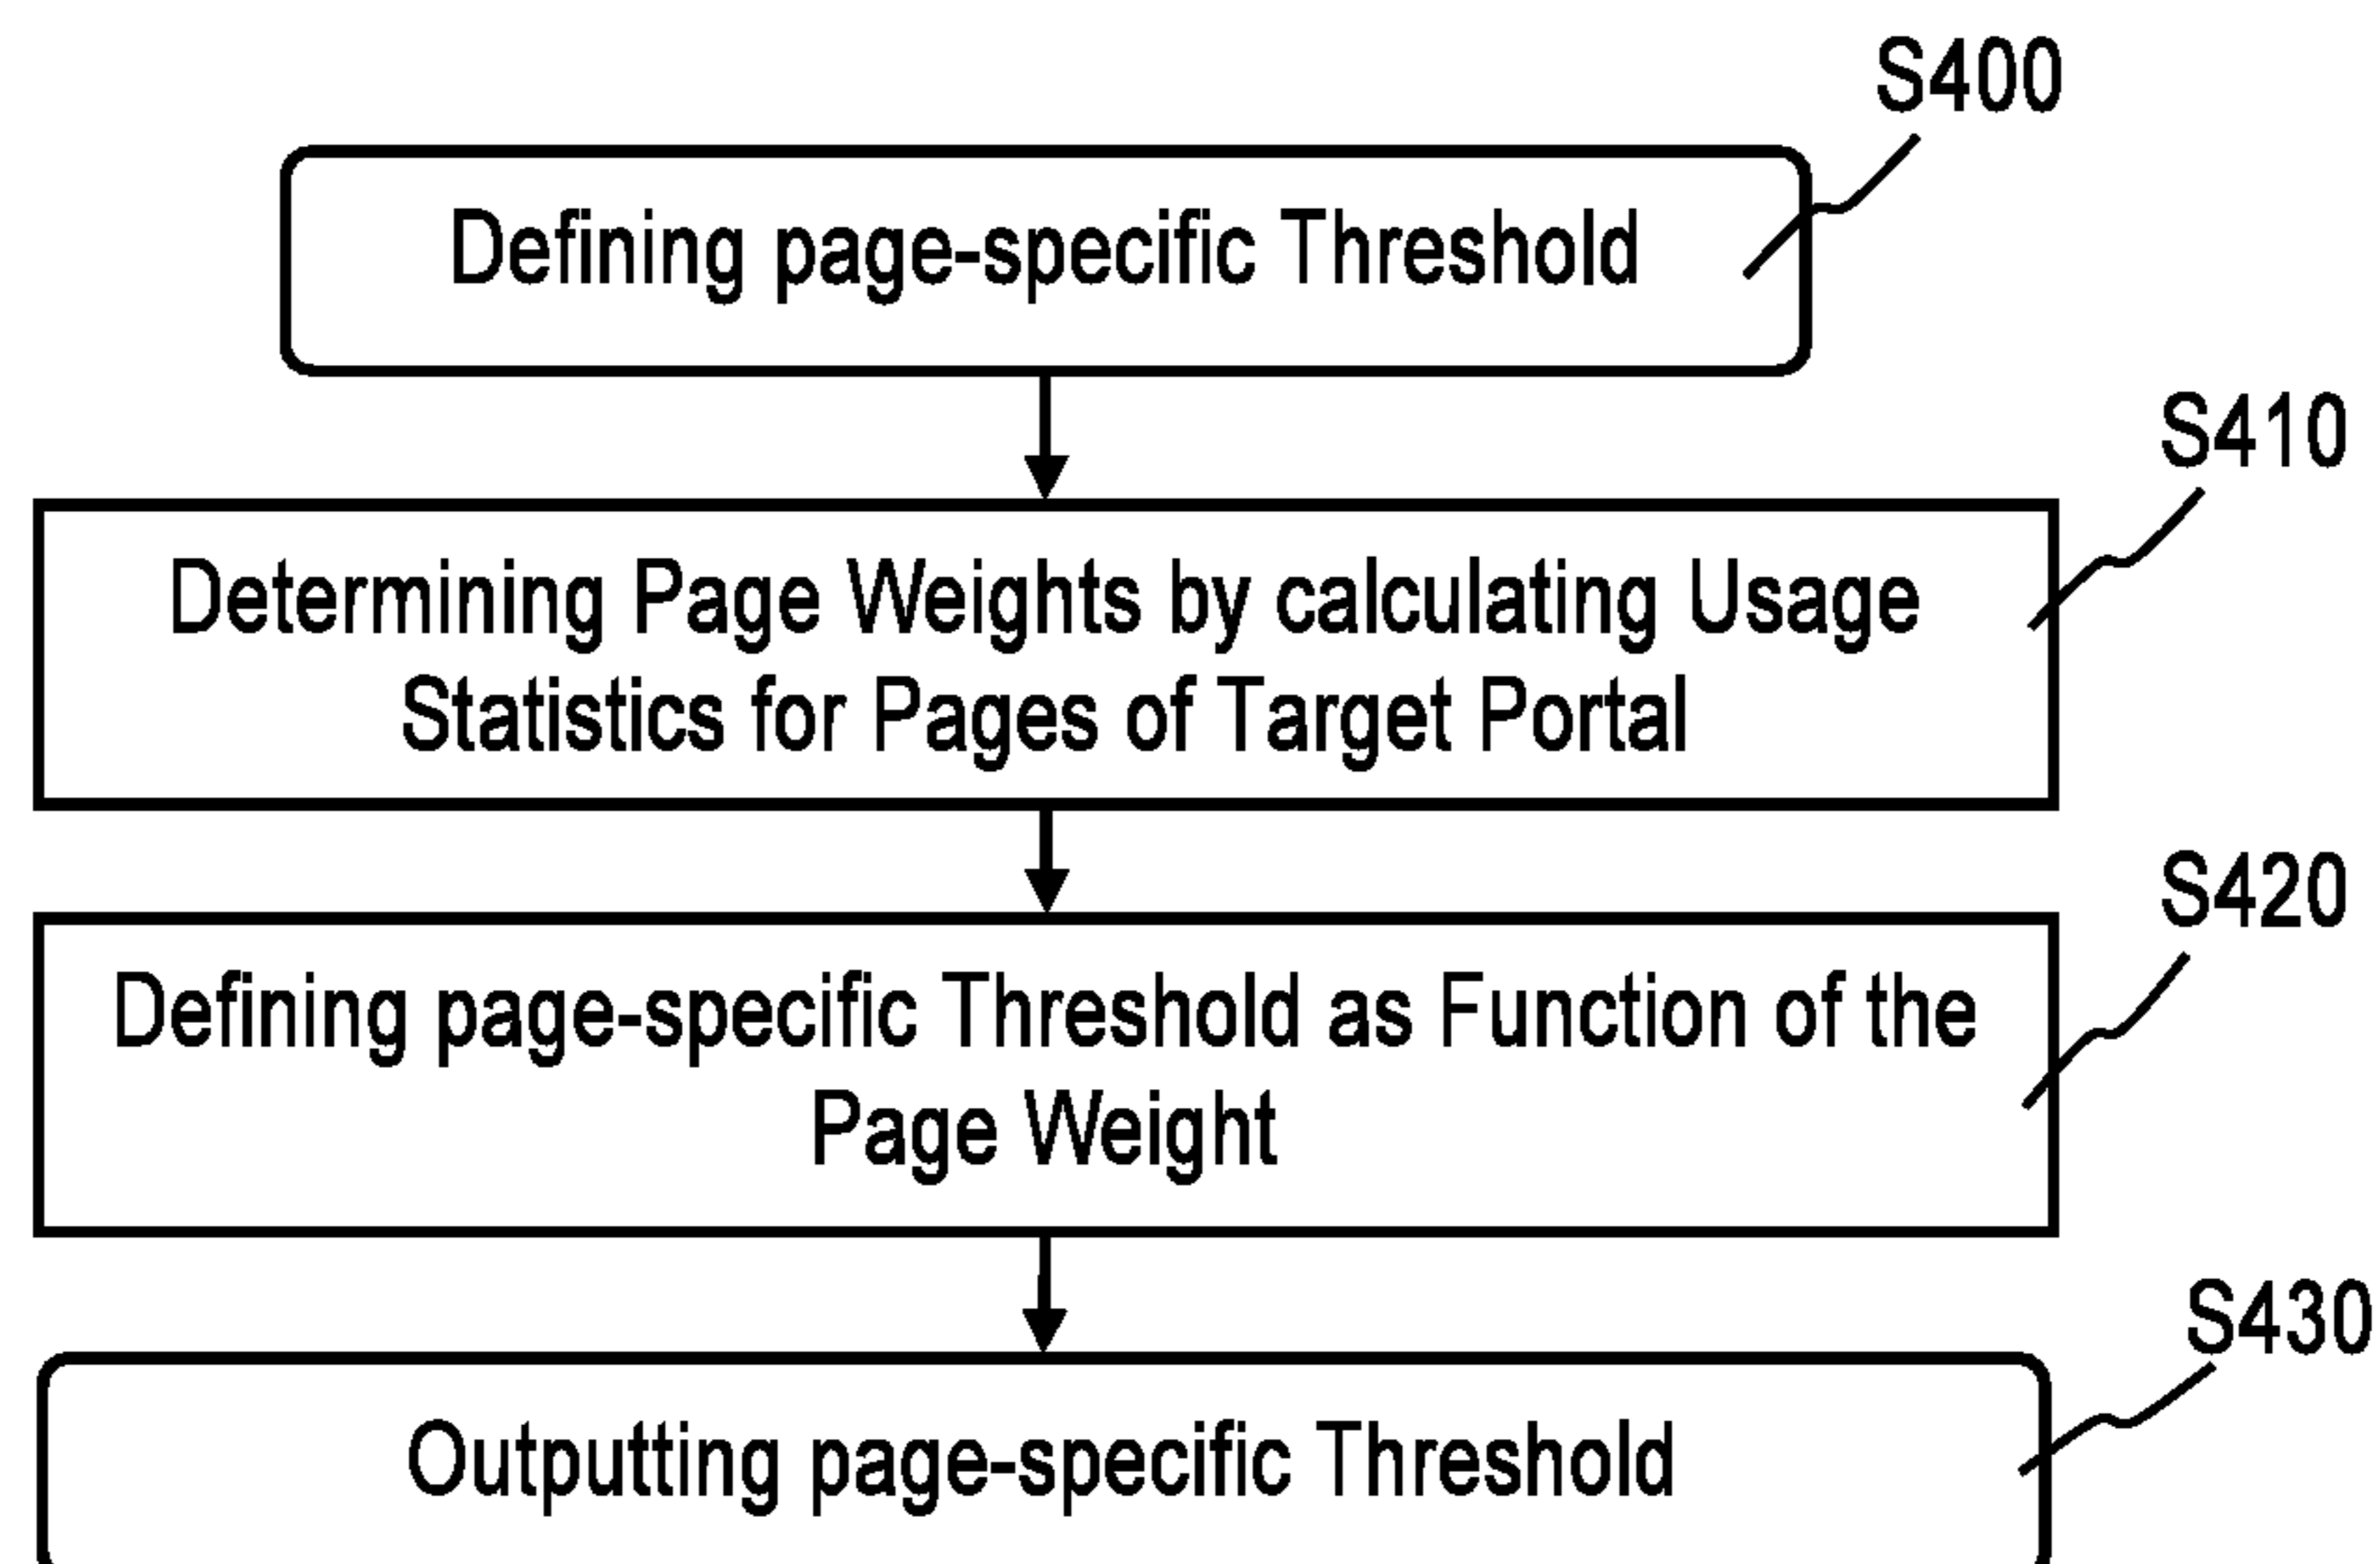 S400
Defining page-specific Threshold
S410
Determining Page Weights by calculating Usage
Statistics for Pages of Target Portal
S420
Defining page-specific Threshold as Function of the
Page Weight
S430
Outputting page-specific Threshold